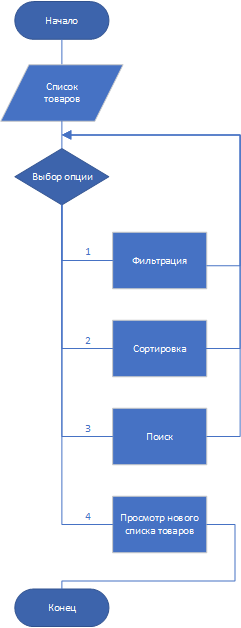 Начало
Список
товаров
Выбор опции
1
Фильтрация
2
Сортировка
3
Поиск
4
Просмотр нового
списка товаров
Конец